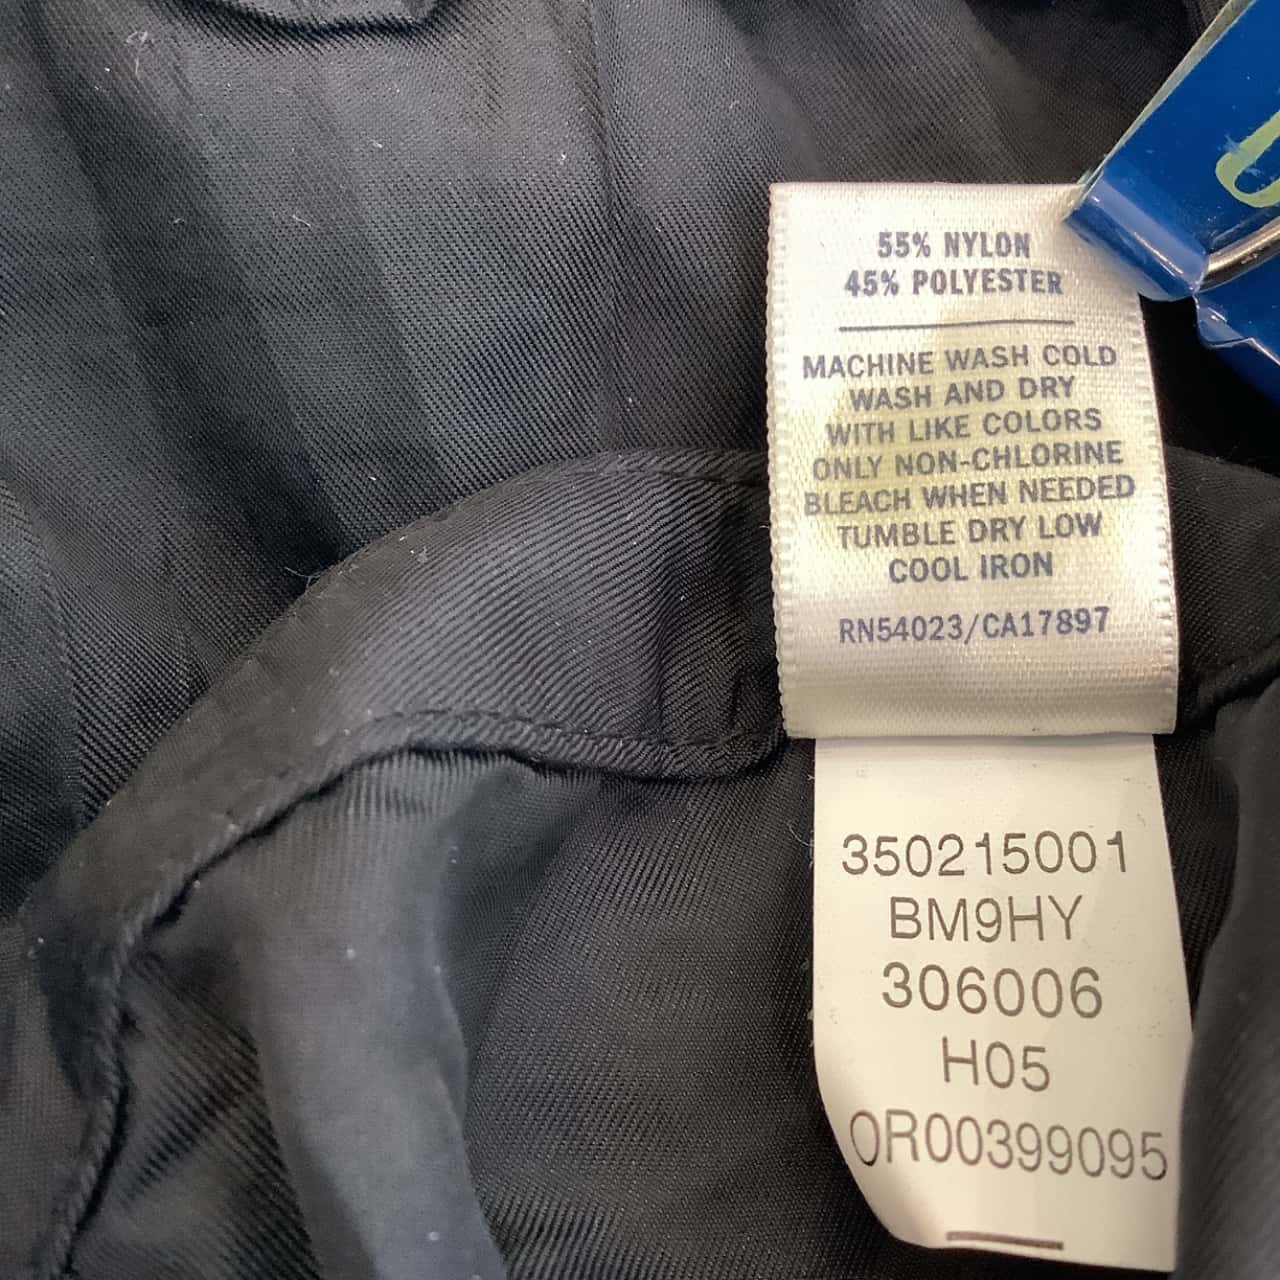 55% NYLON
45% POLYESTER
MACHINE WASH COLD
WASH AND DRY
WITH LIKE COLORS
ONLY NON-CHLORINE
BLEACH WHEN NEEDED
TUMBLE DRY LOW
COOL IRON
RN54023/CA17897
350215001
BM9HY
306006
H05
OR00399095